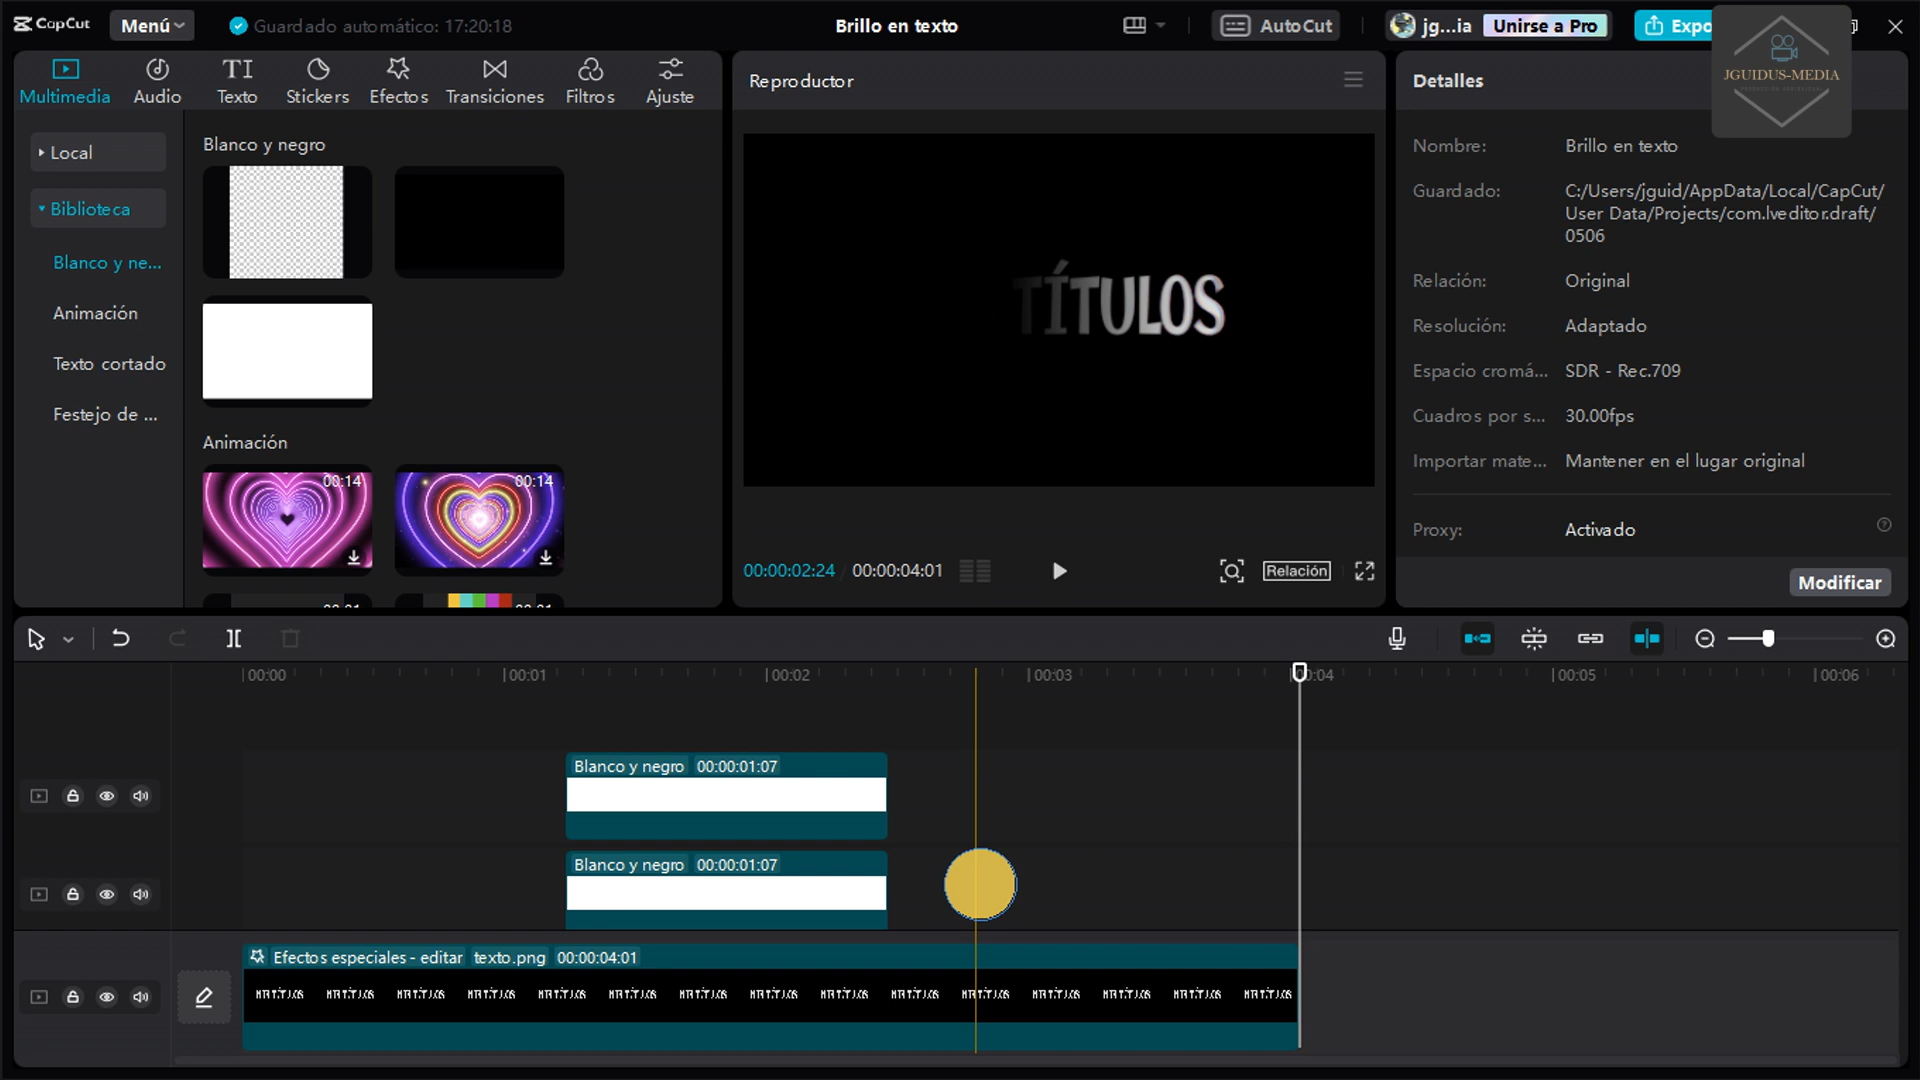 CapCut
Menú
Guardado automático: 17:20:18
Brillo en texto
AutoCut
jg...ia
Unirse a Pro
Expo
JGUIDUS-MEDIA
Multimedia
Audio
Texto
Stickers
Efectos
Transiciones
Filtros
Ajuste
Local
Biblioteca
Blanco y ne...
Animación
Texto cortado
Festejo de ...
Blanco y negro
Animación
00:14
00:14
Reproductor
TÍTULOS
00:00:02:24 / 00:00:04:01
Relación
Detalles
Nombre: Brillo en texto
Guardado: C:/Users/jguid/AppData/Local/CapCut/
User Data/Projects/com.lveditor.draft/
0506
Relación: Original
Resolución: Adaptado
Espacio cromá... SDR - Rec.709
Cuadros por s... 30.00fps
Importar mate... Mantener en el lugar original
Proxy: Activado
Modificar
00:00
00:01
00:02
00:03
00:04
00:05
00:06
Blanco y negro 00:00:01:07
Blanco y negro 00:00:01:07
Efectos especiales - editar texto.png 00:00:04:01